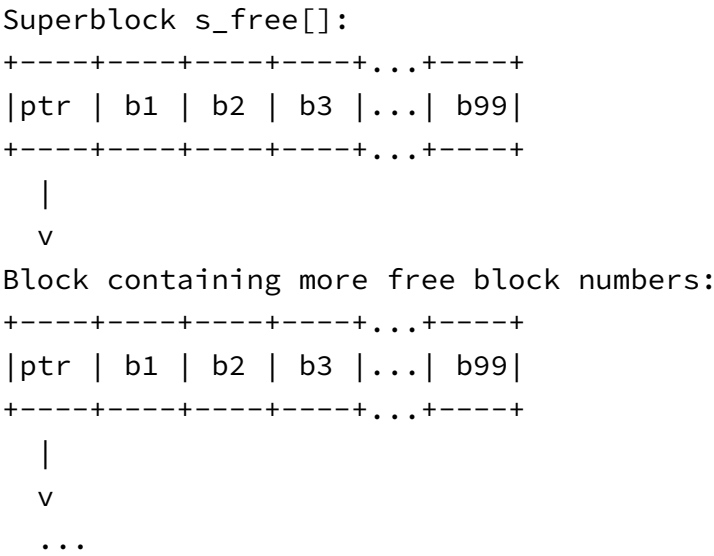 Superblock s_free[]:
+----+----+----+----+...+----+
|ptr | b1 | b2 | b3 |...| b99|
+----+----+----+----+...+----+
  |
  v
Block containing more free block numbers:
+----+----+----+----+...+----+
|ptr | b1 | b2 | b3 |...| b99|
+----+----+----+----+...+----+
  |
  v
  ...